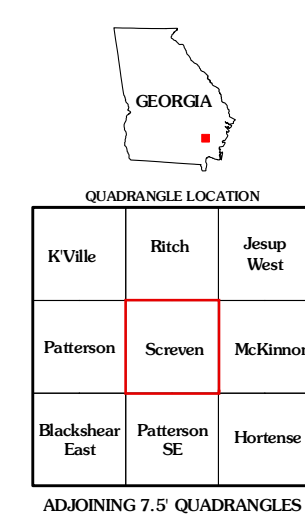 GEORGIA
QUADRANGLE LOCATION
K'Ville
Ritch
Jesup
West
Patterson
Screven
McKinnon
Blackshear
East
Patterson
SE
Hortense
ADJOINING 7.5' QUADRANGLES